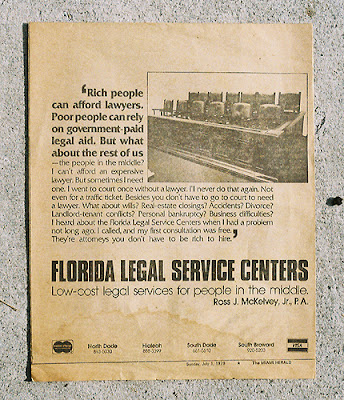 ‘Rich people
can afford lawyers.
Poor people can rely
on government-paid
legal aid. But what
about the rest of us
—the people in the middle?
I can't afford an expensive
lawyer. But sometimes I need
one. I went to court once without a lawyer. I'll never do that again. Not
even for a traffic ticket. Besides you don't have to go to court to need
a lawyer. What about wills? Real-estate closings? Accidents? Divorce?
Landlord-tenant conflicts? Personal bankruptcy? Business difficulties?
I heard about the Florida Legal Service Centers when I had a problem
not long ago. I called, and my first consultation was free.
They're attorneys you don't have to be rich to hire.’
FLORIDA LEGAL SERVICE CENTERS
Low-cost legal services for people in the middle.
Ross J. McKelvey, Jr., P.A.
North Dade
Hialeah
South Dade
South Broward
VISA
Sunday, July
The MIAMI HERALD